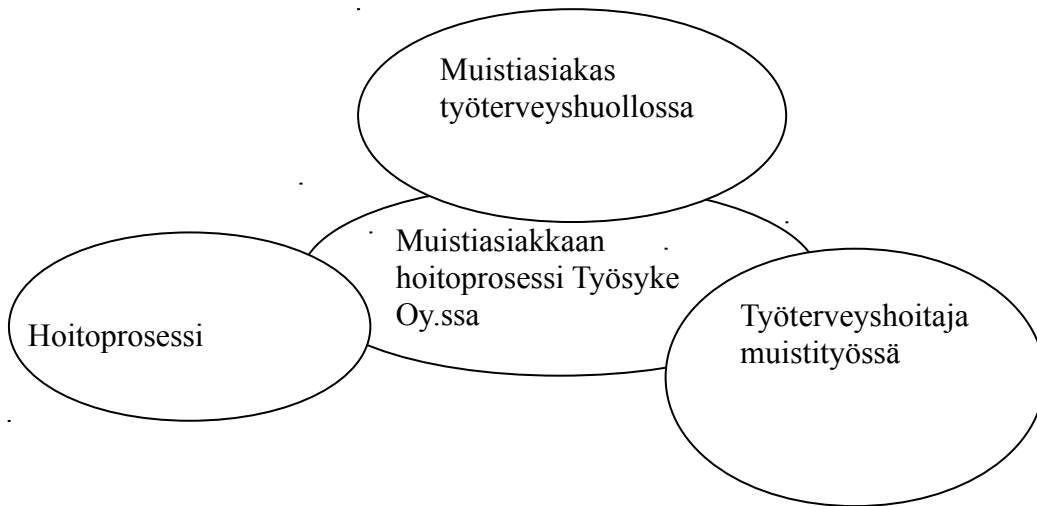 Muistiasiakas
työterveyshuollossa
Muistiasiakkaan
hoitoprosessi Työsyke
Oy.ssa
Hoitoprosessi
Työterveyshoitaja
muistityössä